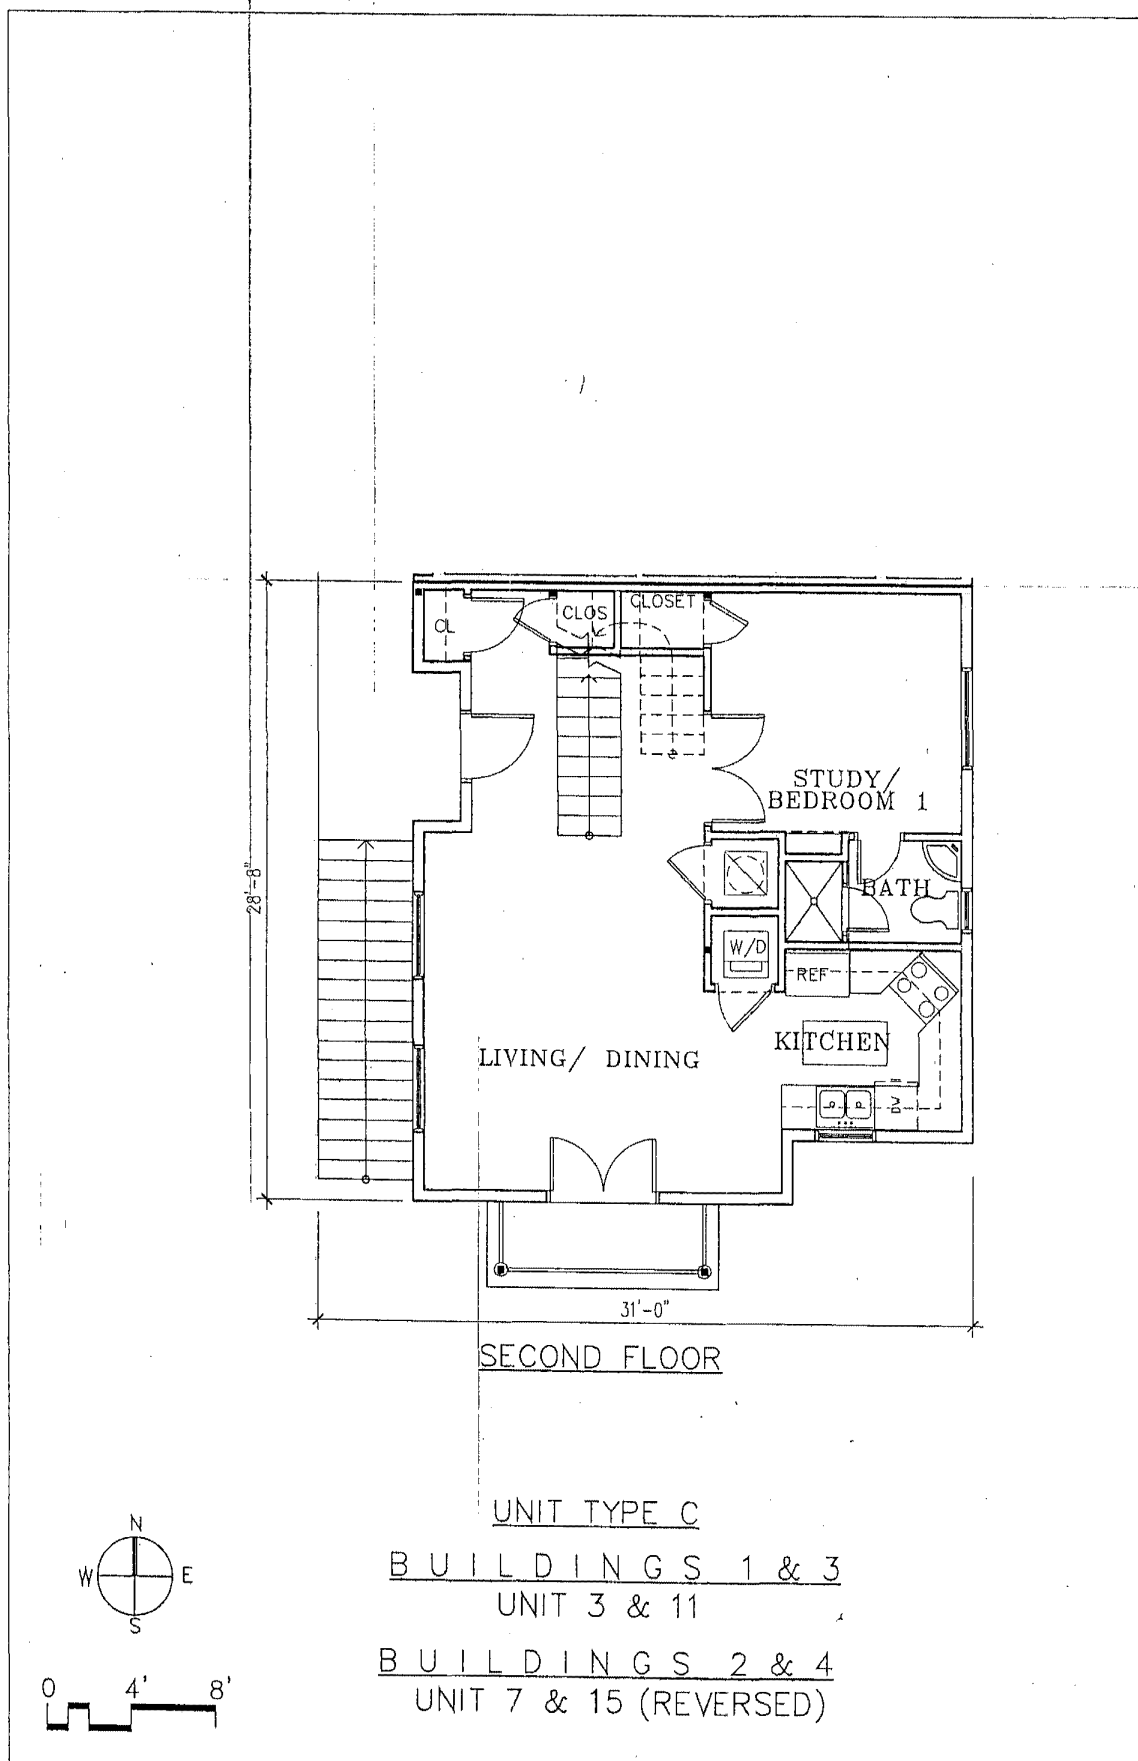 CL
CLOS
CLOSET
STUDY/
BEDROOM 1
28'-8"
BATH
W/D
REF
KITCHEN
LIVING/ DINING
DW
31'-0"
SECOND FLOOR
UNIT TYPE C
BUILDINGS 1 & 3
UNIT 3 & 11
BUILDINGS 2 & 4
UNIT 7 & 15 (REVERSED)
N
W E
S
0 4' 8'